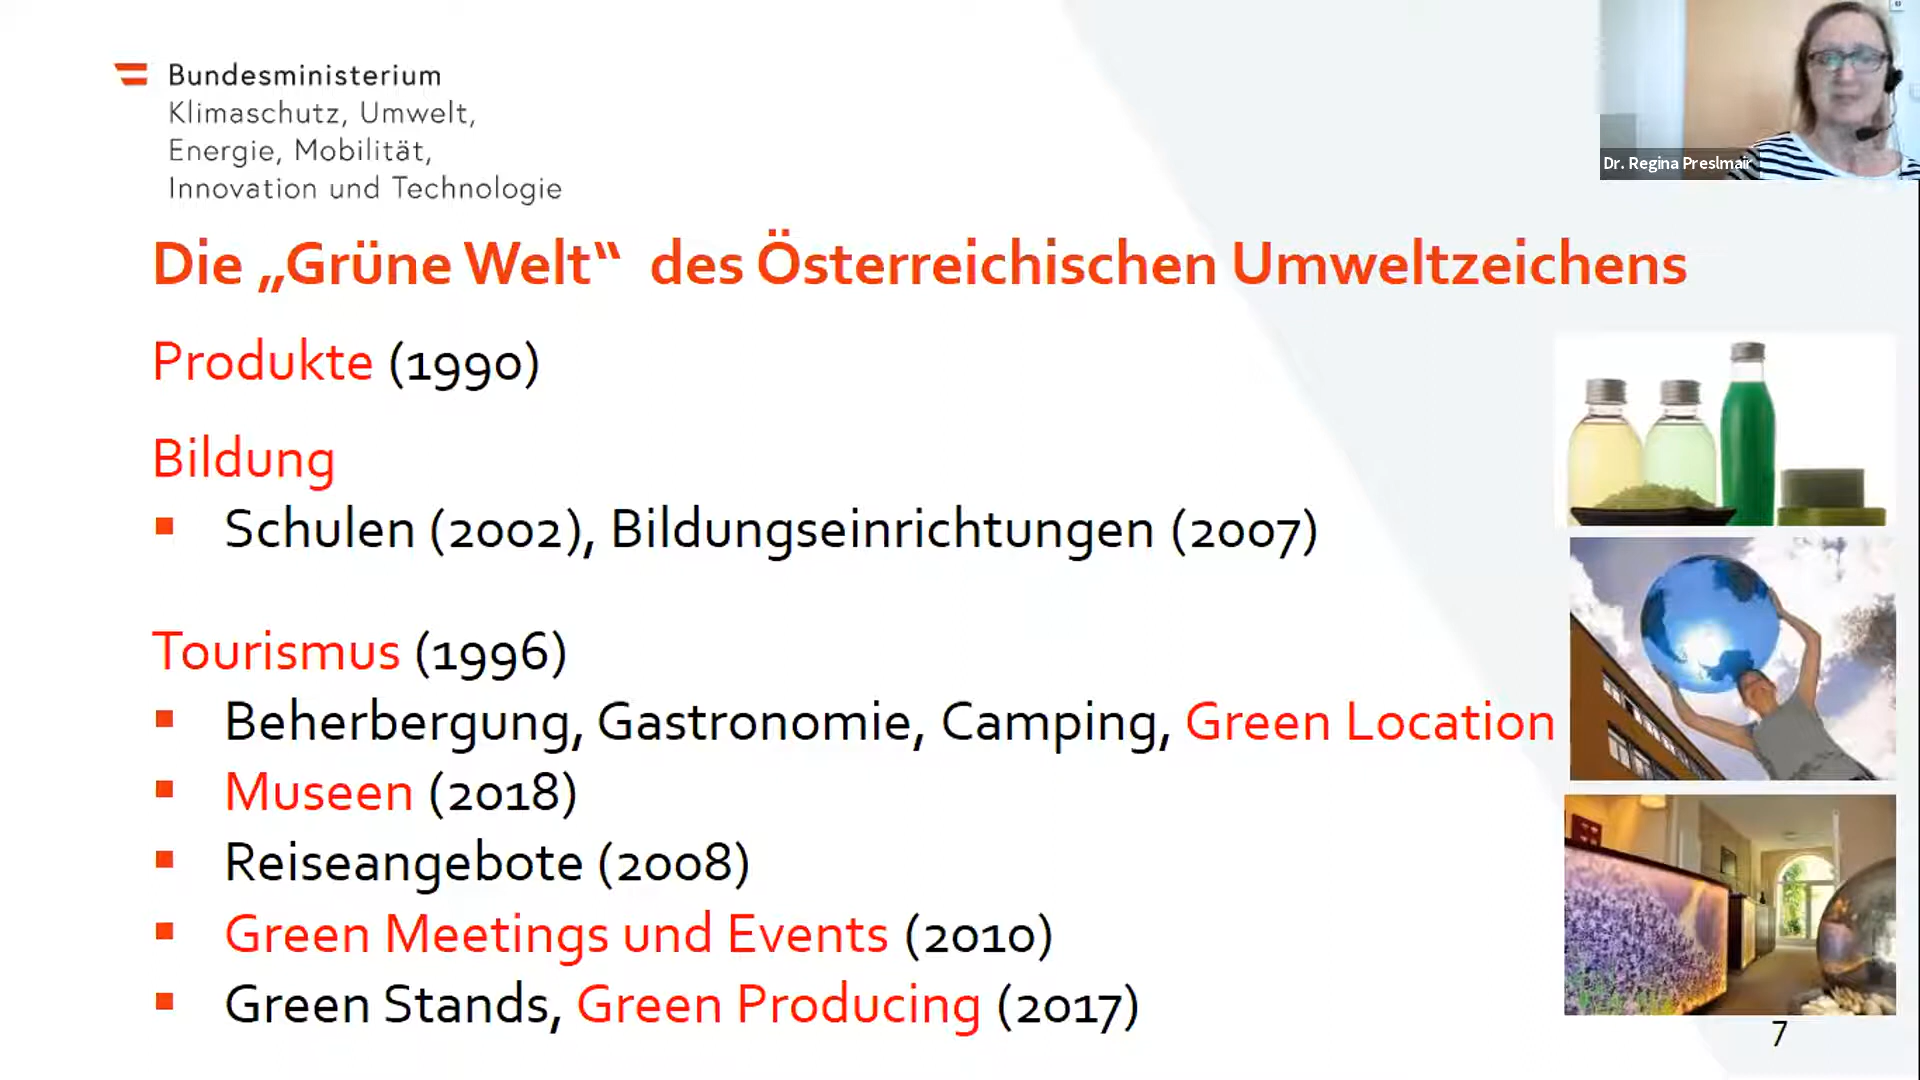 Bundesministerium
Klimaschutz, Umwelt,
Energie, Mobilität,
Innovation und Technologie
Dr. Regina Preslmair
Die „Grüne Welt“ des Österreichischen Umweltzeichens
Produkte (1990)
Bildung
▪ Schulen (2002), Bildungseinrichtungen (2007)
Tourismus (1996)
▪ Beherbergung, Gastronomie, Camping, Green Location
▪ Museen (2018)
▪ Reiseangebote (2008)
▪ Green Meetings und Events (2010)
▪ Green Stands, Green Producing (2017)
7